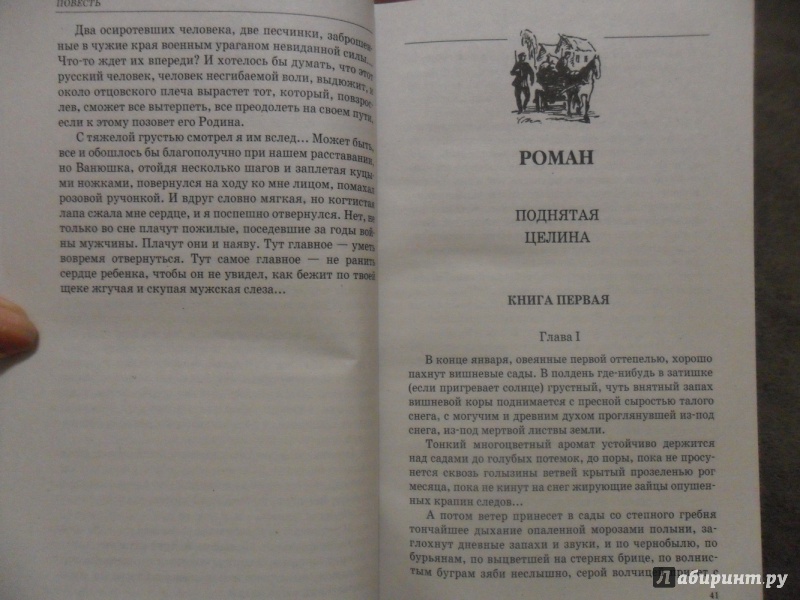 ПОВЕСТЬ
Два осиротевших человека, две песчинки, заброшен-
ные в чужие края военным ураганом невиданной силы...
Что-то ждет их впереди? И хотелось бы думать, что этот
русский человек, человек несгибаемой воли, выдюжит, и
около отцовского плеча вырастет тот, который, повзрос-
лев, сможет все вытерпеть, все преодолеть на своем пути,
если к этому позовет его Родина.
С тяжелой грустью смотрел я им вслед... Может быть,
все и обошлось бы благополучно при нашем расставании,
но Ванюшка, отойдя несколько шагов и заплетая куцы-
ми ножками, повернулся на ходу ко мне лицом, помахал
розовой ручонкой. И вдруг словно мягкая, но когтистая
лапа сжала мне сердце, и я поспешно отвернулся. Нет, не
только во сне плачут пожилые, поседевшие за годы вой-
ны мужчины. Плачут они и наяву. Тут главное — уметь
вовремя отвернуться. Тут самое главное — не ранить
сердце ребенка, чтобы он не увидел, как бежит по твоей
щеке жгучая и скупая мужская слеза...
РОМАН
ПОДНЯТАЯ
ЦЕЛИНА
КНИГА ПЕРВАЯ
Глава I
В конце января, овеянные первой оттепелью, хорошо
пахнут вишневые сады. В полдень где-нибудь в затишке
(если пригревает солнце) грустный, чуть внятный запах
вишневой коры поднимается с пресной сыростью талого
снега, с могучим и древним духом проглянувшей из-под
снега, из-под мертвой листвы земли.
Тонкий многоцветный аромат устойчиво держится
над садами до голубых потемок, до поры, пока не просу-
нется сквозь голызины ветвей крытый прозеленью рог
месяца, пока не кинут на снег жирующие зайцы опушен-
ных крапин следов...
А потом ветер принесет в сады со степного гребня
тончайшее дыхание опаленной морозами полыни, за-
глохнут дневные запахи и звуки, и по чернобылю, по
бурьянам, по выцветшей на стернях брице, по волнис-
тым буграм зяби неслышно, серой волчицей придет с
41
Лабиринт.ру